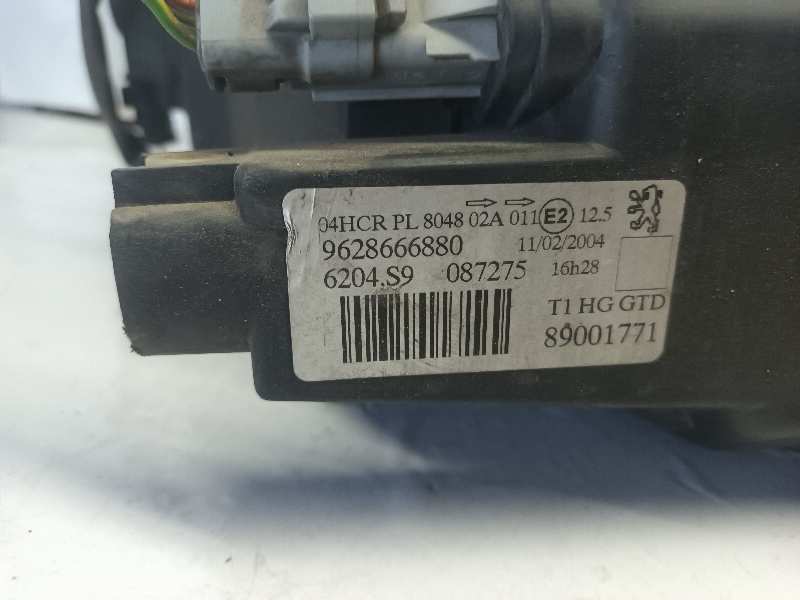 04HCR PL 8048 02A 011 E2 12.5
9628666880 11/02/2004
6204.S9 087275 16h28
T1 HG GTD
89001771